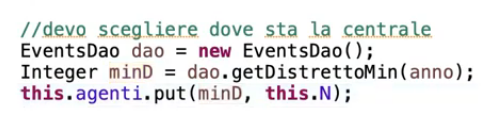 //devo scegliere dove sta la centrale
EventsDao dao = new EventsDao();
Integer minD = dao.getDistrettoMin(anno);
this.agenti.put(minD, this.N);